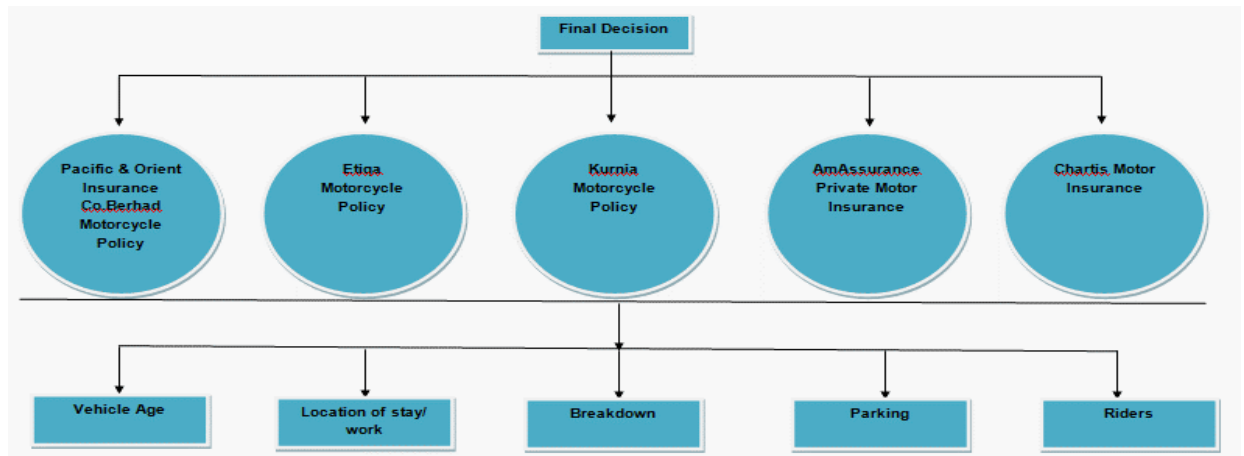 Final Decision
Pacific & Orient
Insurance
Co.Berhad
Motorcycle
Policy
Etiqa
Motorcycle
Policy
Kurnia
Motorcycle
Policy
AmAssurance
Private Motor
Insurance
Chartis Motor
Insurance
Vehicle Age
Location of stay/
work
Breakdown
Parking
Riders